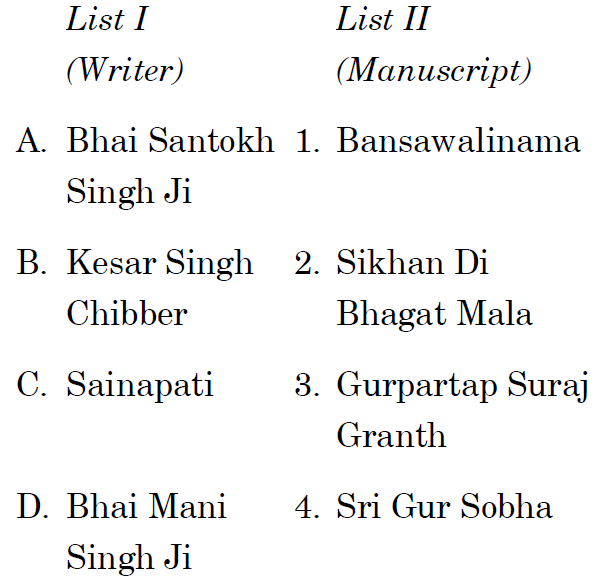 List I List II
(Writer) (Manuscript)
A. Bhai Santokh 1. Bansawalinama
Singh Ji
B. Kesar Singh 2. Sikhan Di
Chibber Bhagat Mala
C. Sainapati 3. Gurpartap Suraj
Granth
D. Bhai Mani 4. Sri Gur Sobha
Singh Ji